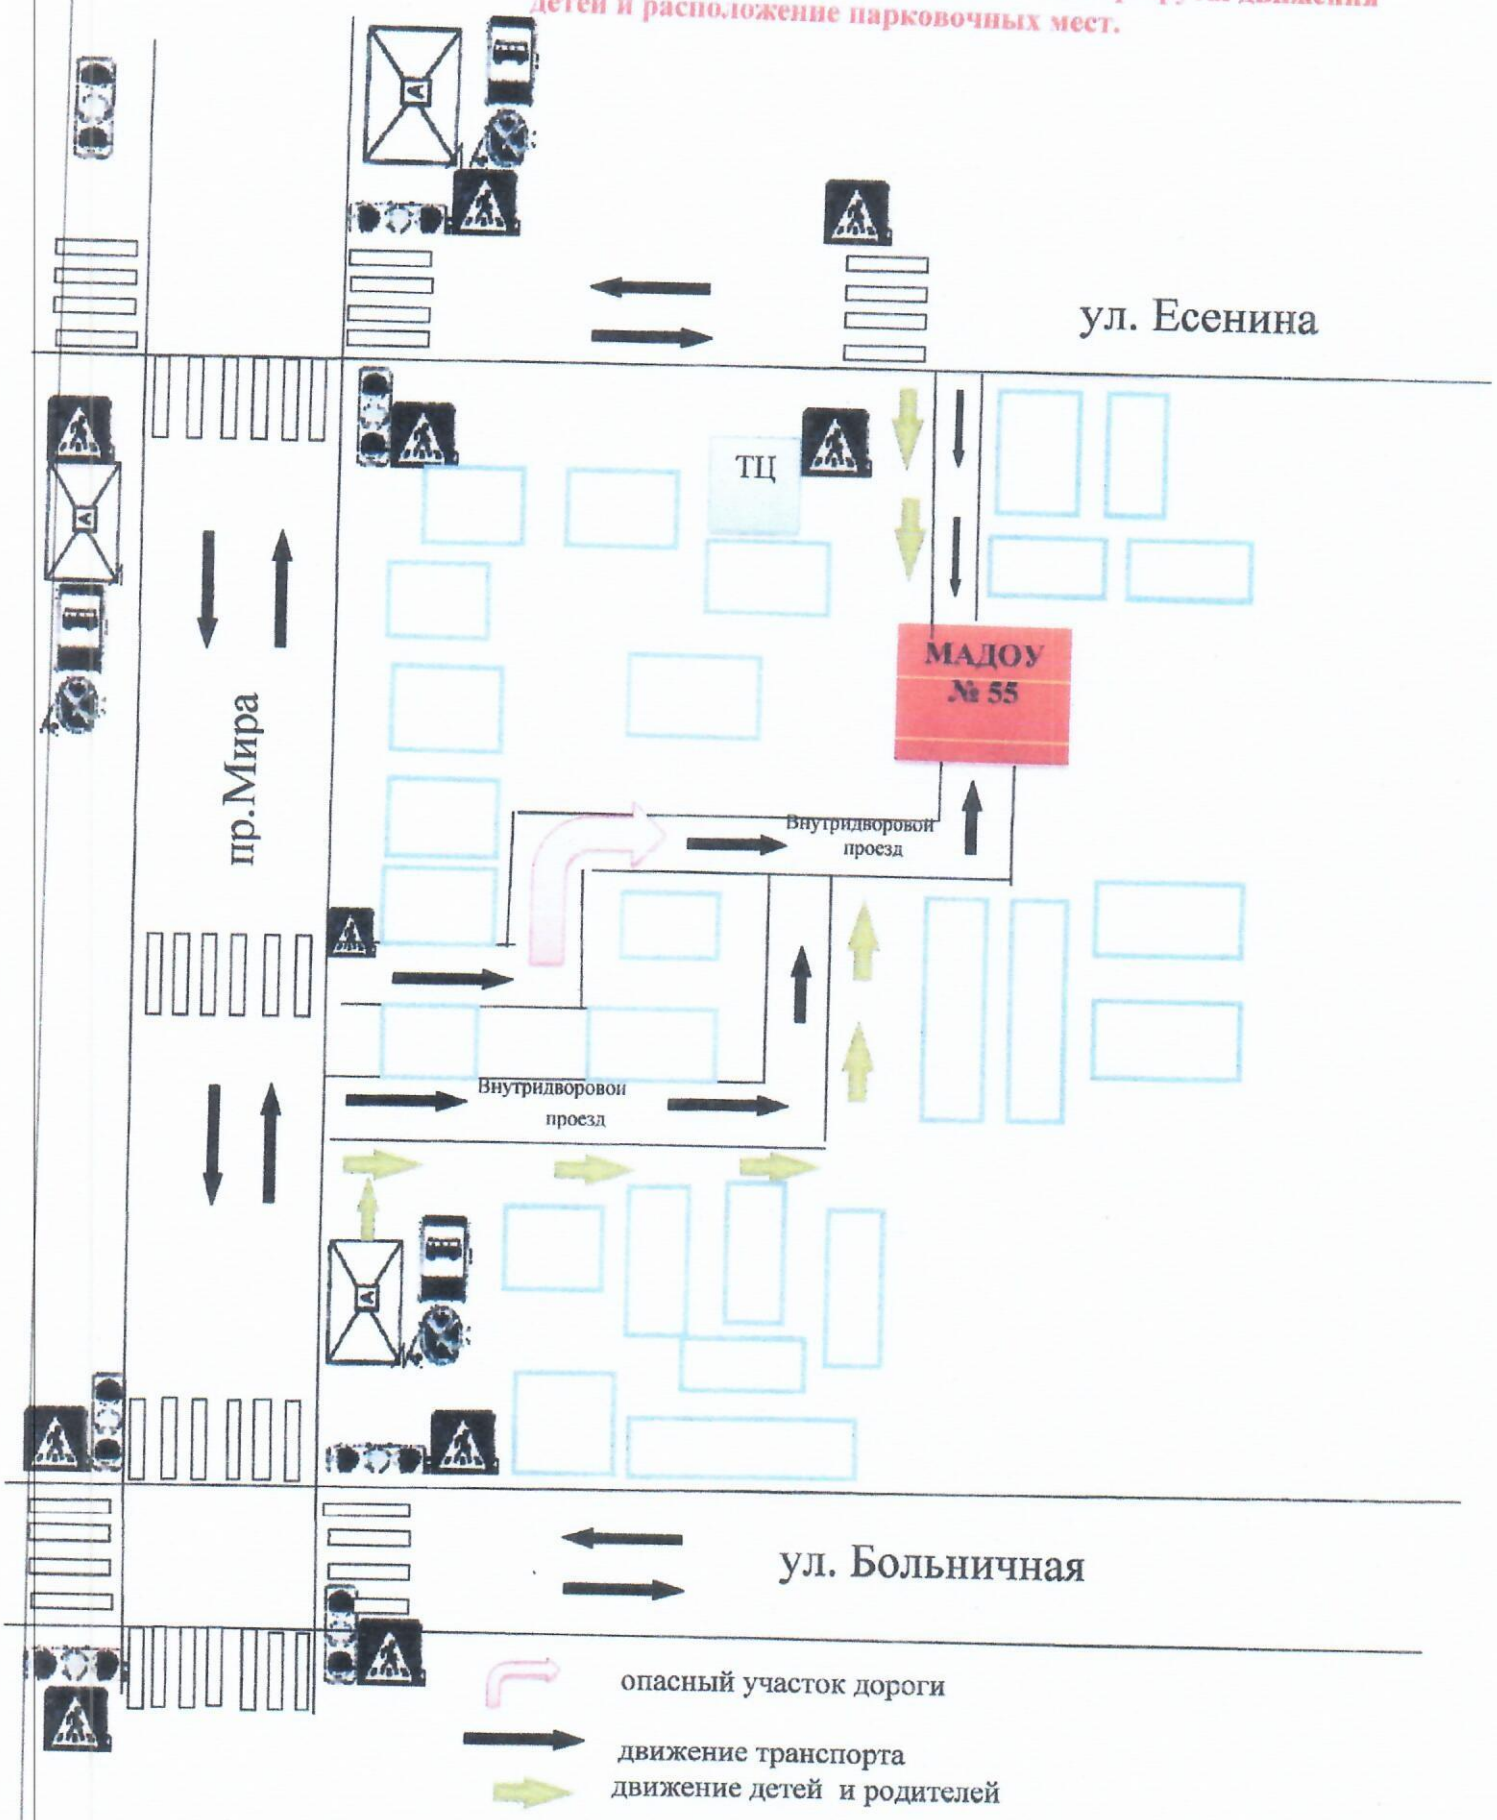 детей и расположение парковочных мест.
А
ул. Есенина
ТЦ
А
МАДОУ
№ 55
пр.Мира
Внутридворовой
проезд
Внутридворовой
проезд
А
ул. Больничная
опасный участок дороги
движение транспорта
движение детей и родителей